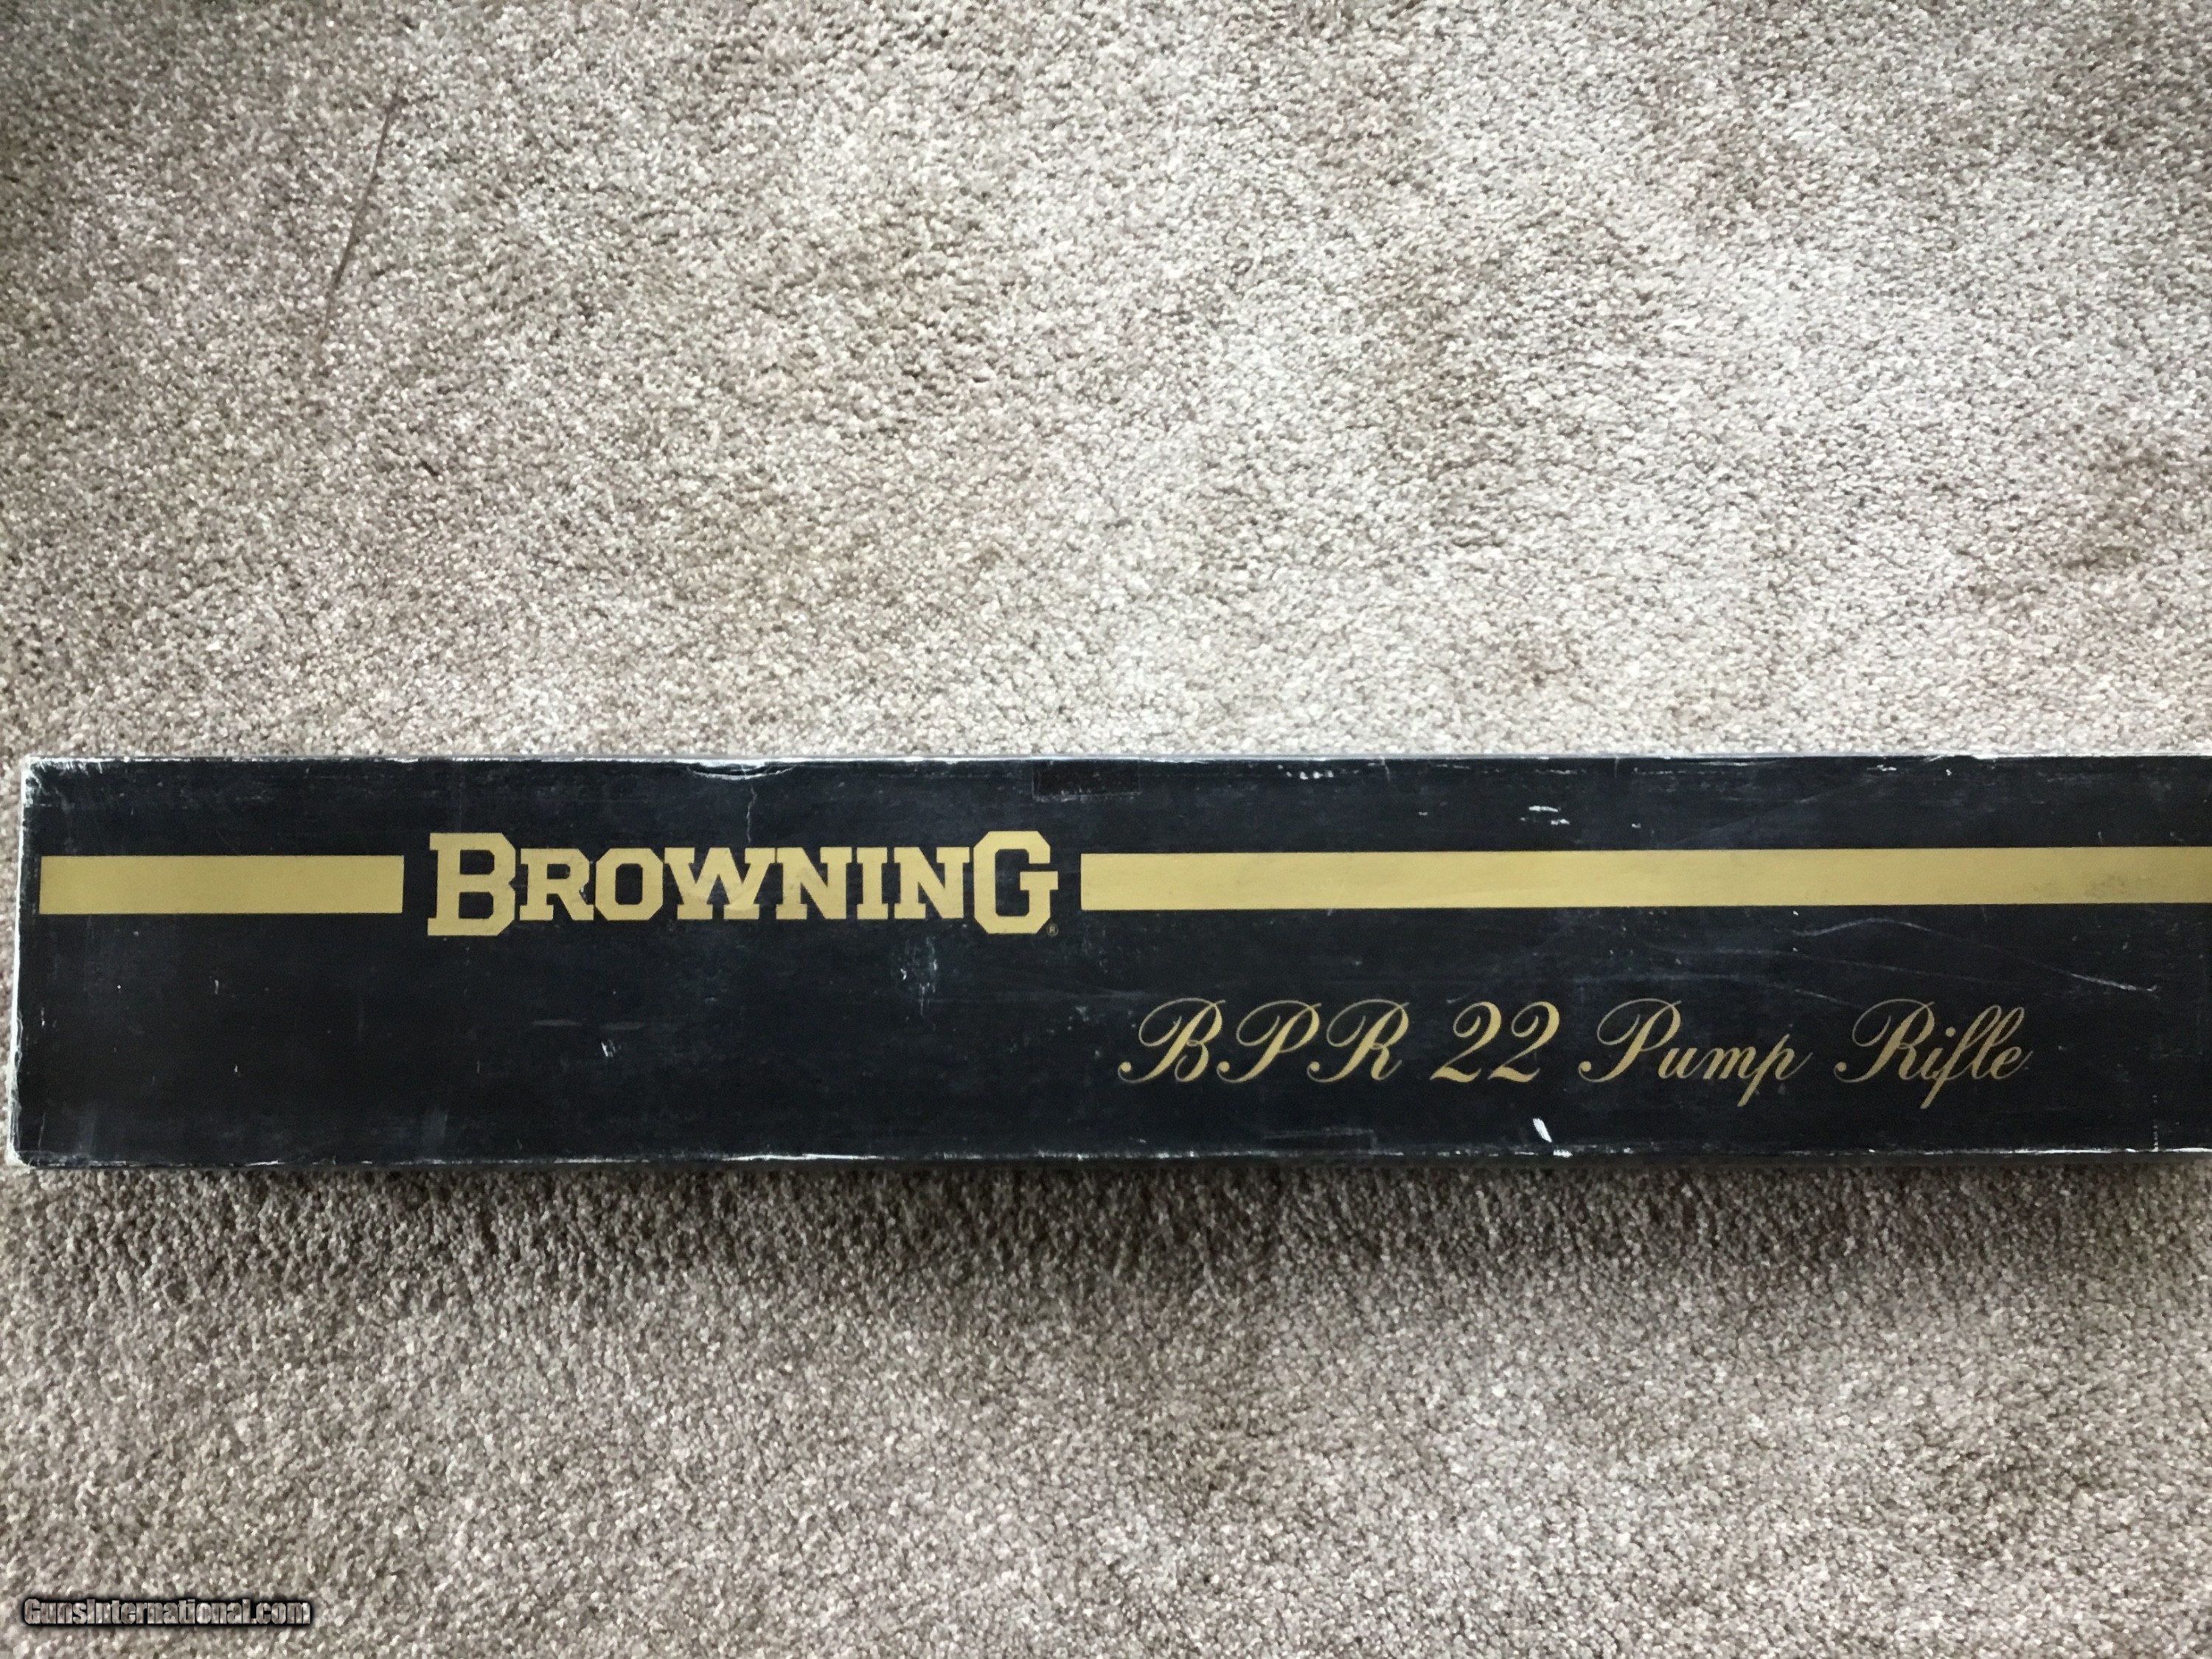 BROWNING®
BPR 22 Pump Rifle
GunsInternational.com